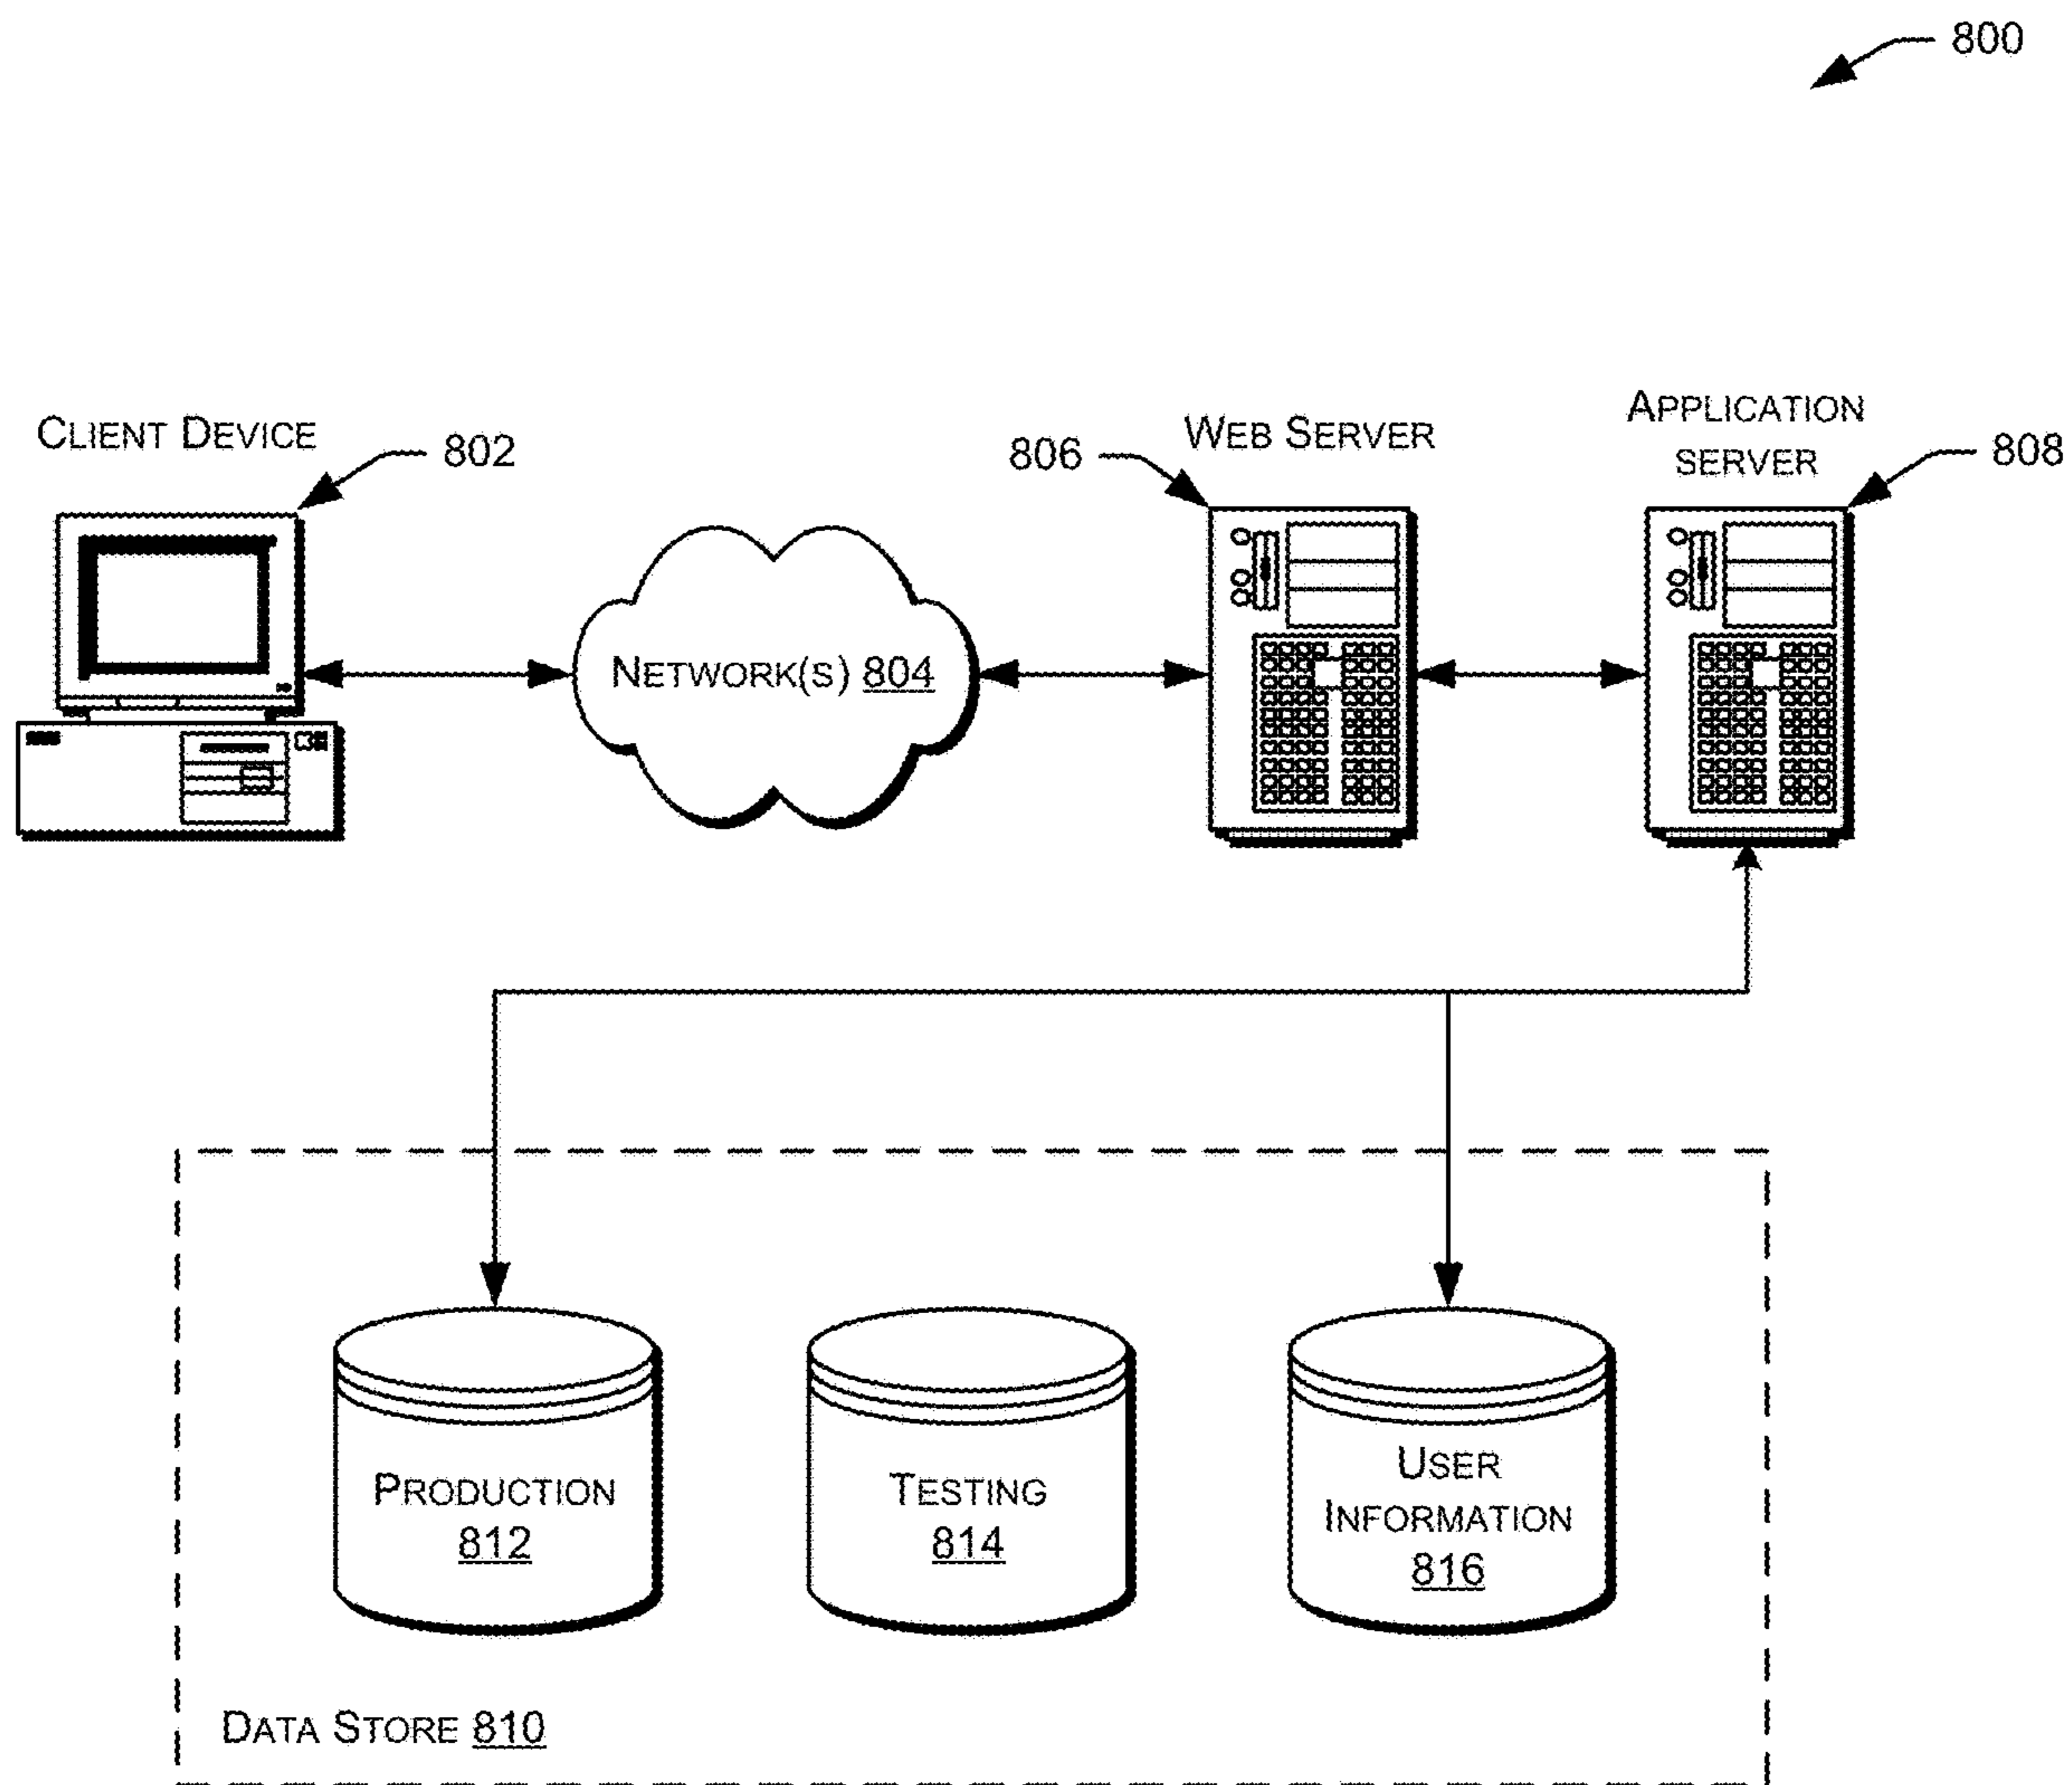 800
CLIENT DEVICE
802
806
WEB SERVER
APPLICATION
SERVER
808
NETWORK(S) 804
PRODUCTION
812
TESTING
814
USER
INFORMATION
816
DATA STORE 810